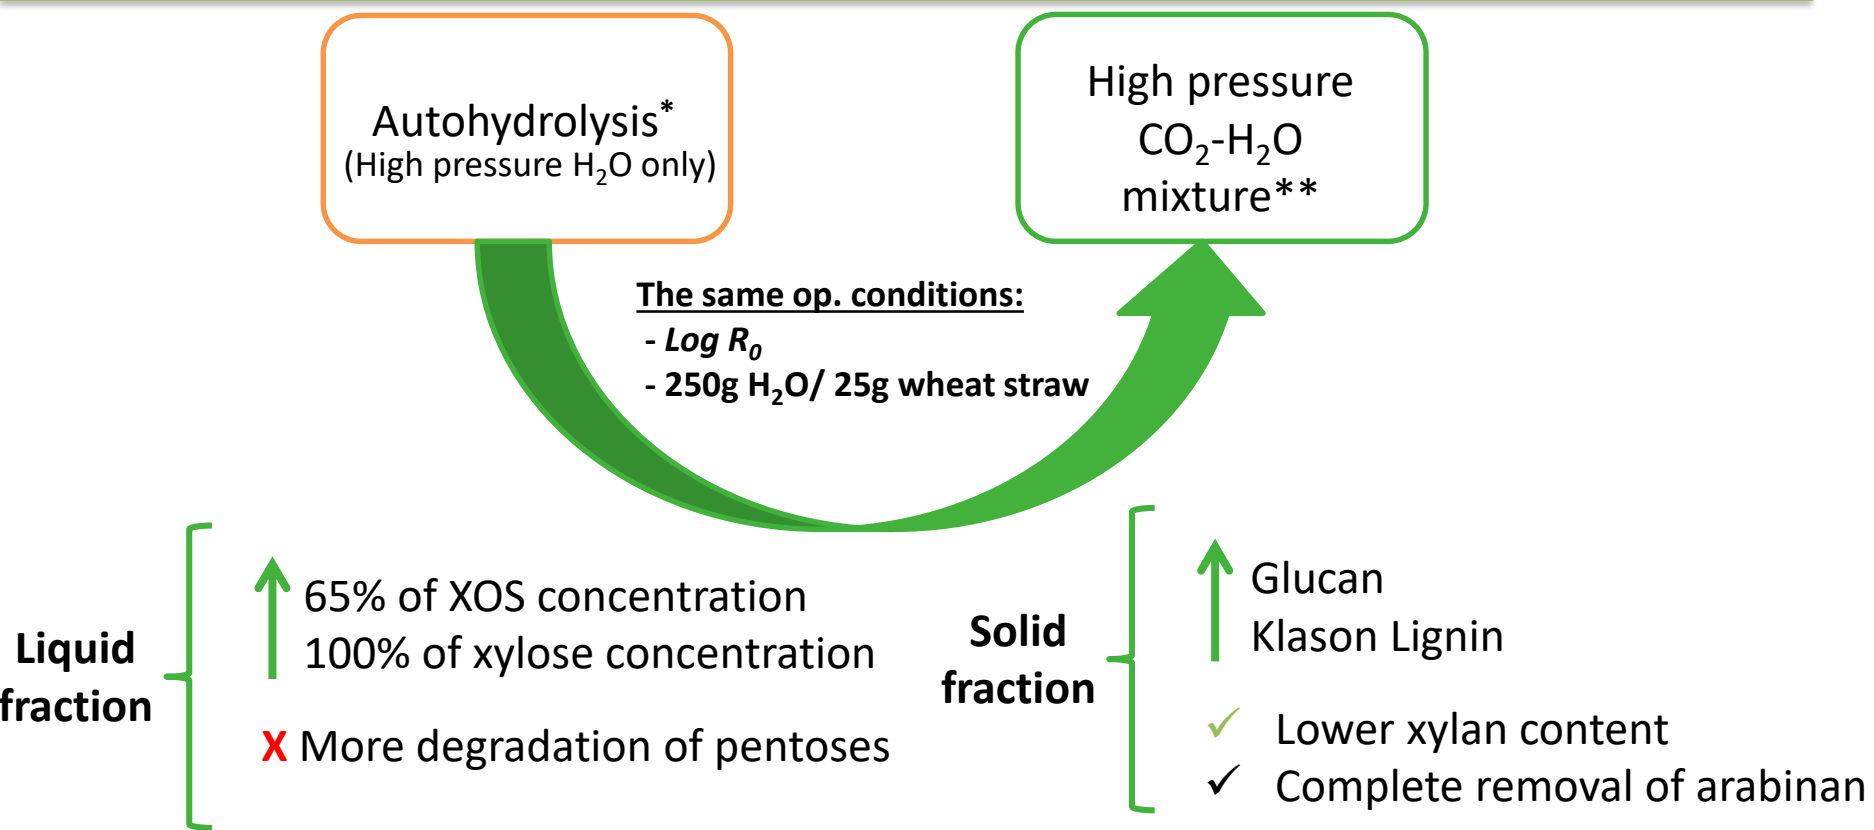 Autohydrolysis*
(High pressure H₂O only)
High pressure
CO₂-H₂O
mixture**
The same op. conditions:
- Log R₀
- 250g H₂O/ 25g wheat straw
Liquid
fraction
65% of XOS concentration
100% of xylose concentration
X More degradation of pentoses
Solid
fraction
Glucan
Klason Lignin
✓ Lower xylan content
✓ Complete removal of arabinan